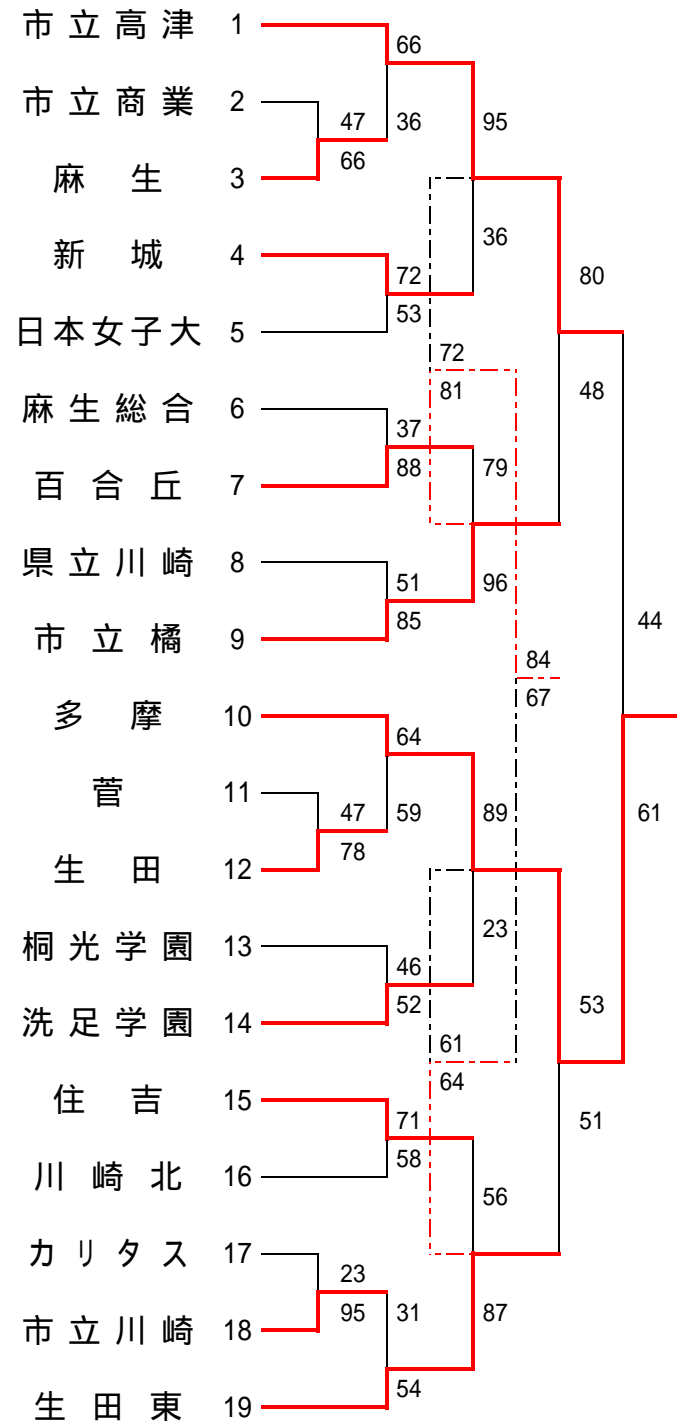 市立高津 1
66
市立商業 2
47
36
95
66
麻生 3
36
新城 4
72
80
53
日本女子大 5
72
81
48
麻生総合 6
37
88
79
百合丘 7
県立川崎 8
51
96
85
市立橘 9
44
84
67
多摩 10
64
菅 11
47
59
89
61
78
生田 12
23
桐光学園 13
46
52
53
洗足学園 14
61
64
住吉 15
71
51
58
川崎北 16
56
カリタス 17
23
95
31
87
市立川崎 18
54
生田東 19